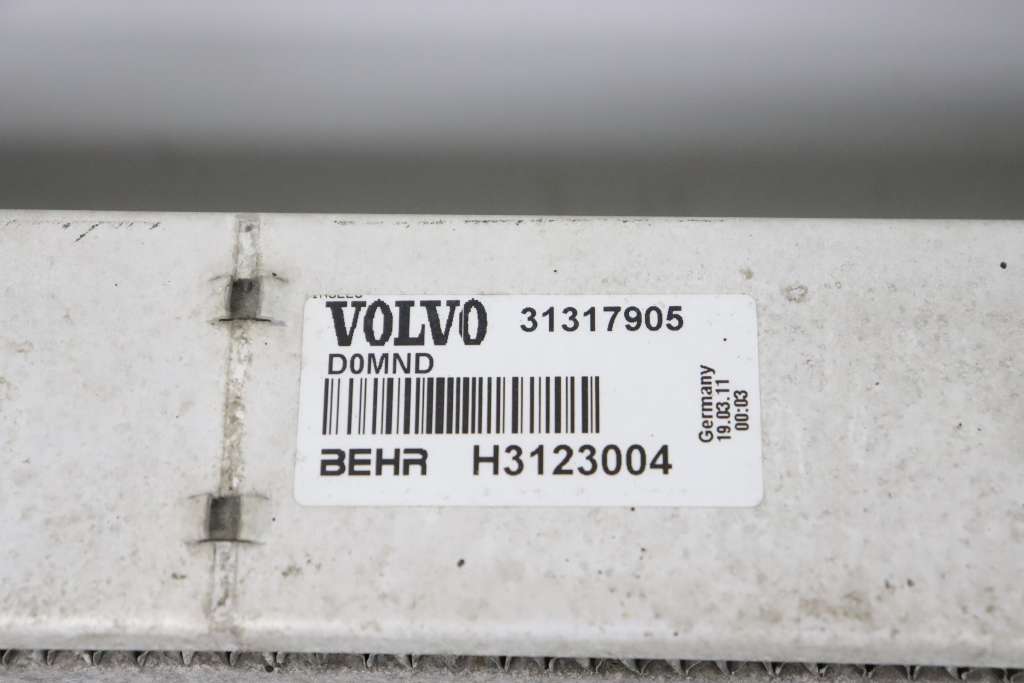 VOLVO 31317905
D0MND
BEHR H3123004
Germany
19.03.11
00:03